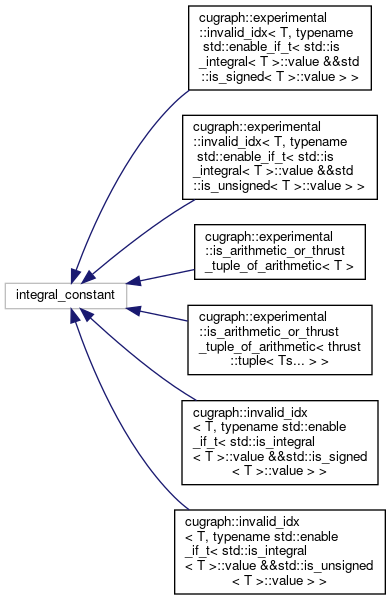 cugraph::experimental
::invalid_idx< T, typename
std::enable_if_t< std::is
_integral< T >::value &&std
::is_signed< T >::value > >
cugraph::experimental
::invalid_idx< T, typename
std::enable_if_t< std::is
_integral< T >::value &&std
::is_unsigned< T >::value > >
cugraph::experimental
::is_arithmetic_or_thrust
_tuple_of_arithmetic< T >
integral_constant
cugraph::experimental
::is_arithmetic_or_thrust
_tuple_of_arithmetic< thrust
::tuple< Ts... > >
cugraph::invalid_idx
< T, typename std::enable
_if_t< std::is_integral
< T >::value &&std::is_signed
< T >::value > >
cugraph::invalid_idx
< T, typename std::enable
_if_t< std::is_integral
< T >::value &&std::is_unsigned
< T >::value > >